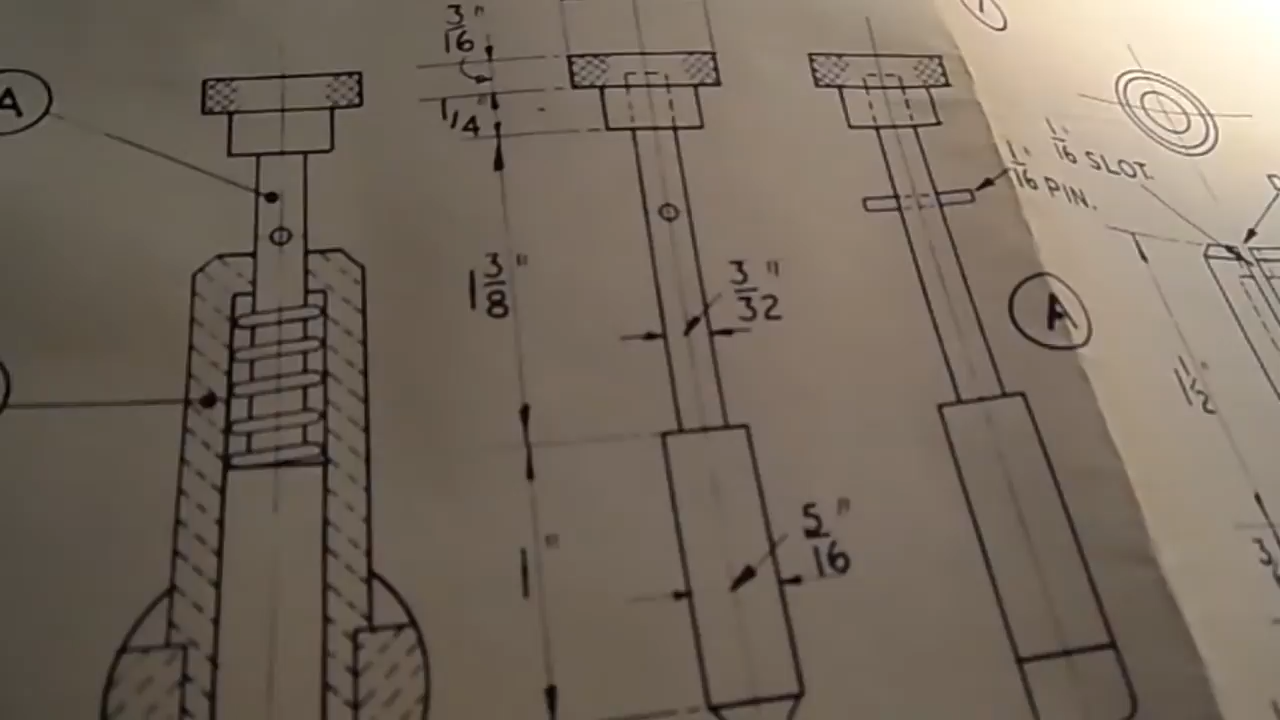 3/16"
A
1/4"
1/16" SLOT.
1/16" PIN.
1 3/8"
3/32"
A
1 1/2
5/16"
1"